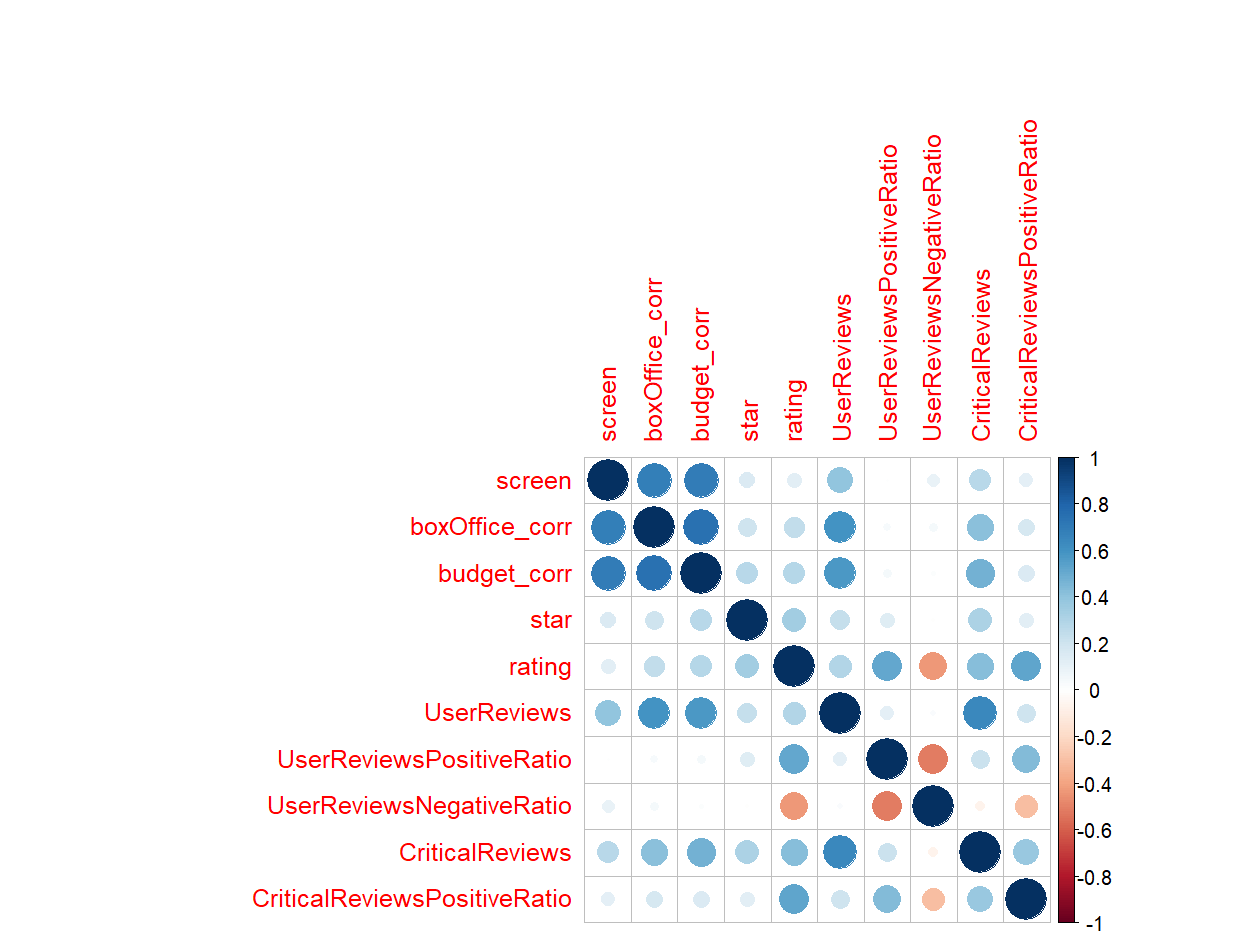 screen
boxOffice_corr
budget_corr
star
rating
UserReviews
UserReviewsPositiveRatio
UserReviewsNegativeRatio
CriticalReviews
CriticalReviewsPositiveRatio
screen
boxOffice_corr
budget_corr
star
rating
UserReviews
UserReviewsPositiveRatio
UserReviewsNegativeRatio
CriticalReviews
CriticalReviewsPositiveRatio
1
0.8
0.6
0.4
0.2
0
-0.2
-0.4
-0.6
-0.8
-1